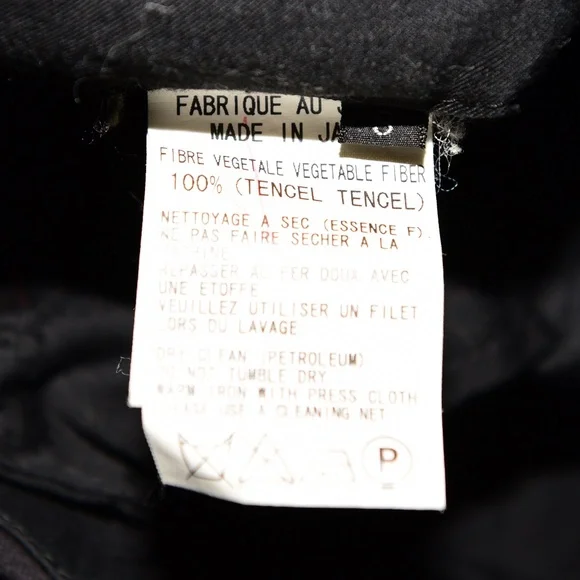 FABRIQUE AU
MADE IN JA
FIBRE VEGETALE VEGETABLE FIBER
100% (TENCEL TENCEL)
NETTOYAGE A SEC (ESSENCE F).
NE PAS FAIRE SECHER A LA
REPASSER AU FER DOUX AVEC
UNE ETOFFE
VEUILLEZ UTILISER UN FILET
LORS DU LAVAGE
DRY CLEAN (PETROLEUM)
DO NOT TUMBLE DRY
WARM IRON WITH PRESS CLOTH
PLEASE USE A CLEANING NET
P